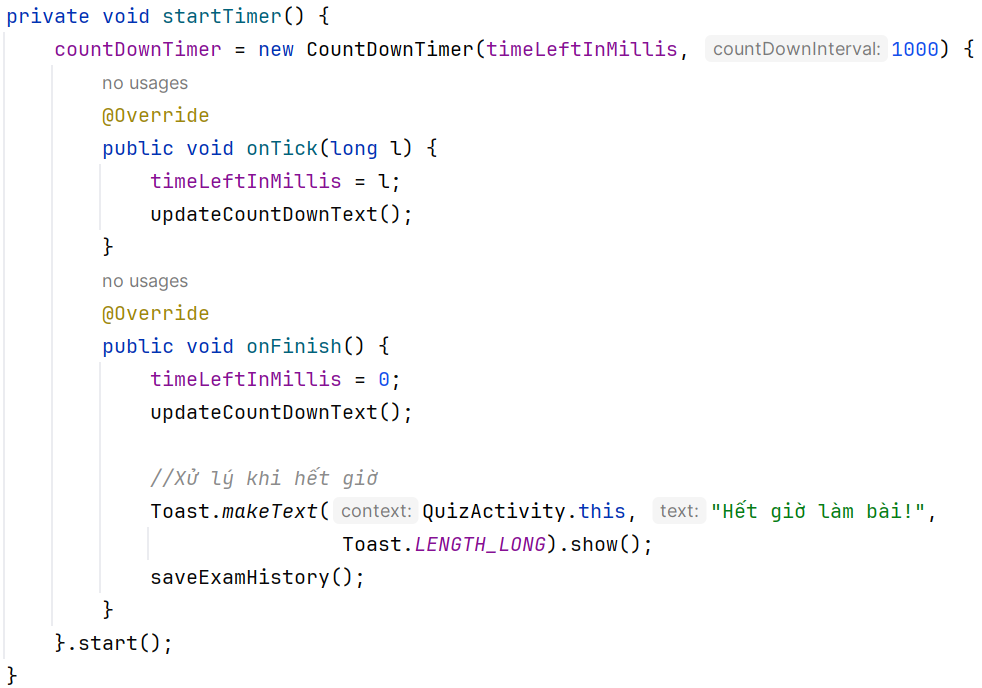 private void startTimer() {
countDownTimer = new CountDownTimer(timeLeftInMillis, countDownInterval: 1000) {
no usages
@Override
public void onTick(long l) {
timeLeftInMillis = l;
updateCountDownText();
}
no usages
@Override
public void onFinish() {
timeLeftInMillis = 0;
updateCountDownText();
//Xử lý khi hết giờ
Toast.makeText( context: QuizActivity.this, text: "Hết giờ làm bài!",
Toast.LENGTH_LONG).show();
saveExamHistory();
}
}.start();
}